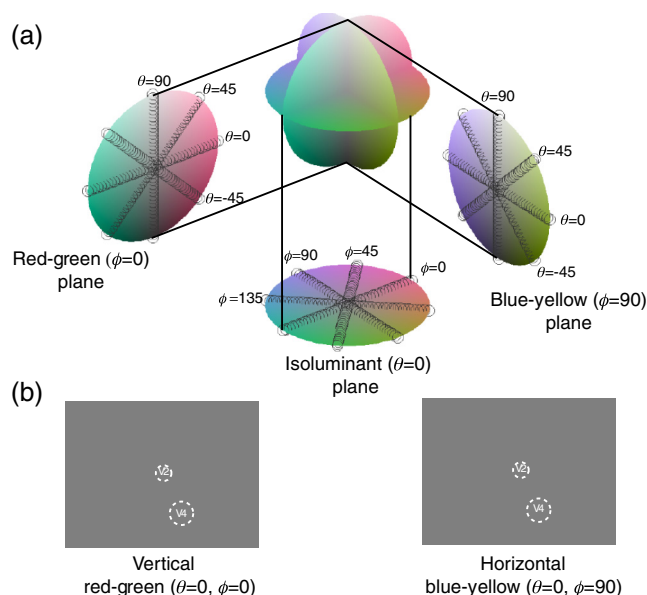 (a)
θ=90
θ=45
θ=0
θ=-45
Red-green (ϕ=0)
plane
θ=90
θ=45
θ=0
θ=-45
Blue-yellow (ϕ=90)
plane
ϕ=90
ϕ=45
ϕ=0
ϕ=135
Isoluminant (θ=0)
plane
(b)
V2
V4
Vertical
red-green (θ=0, ϕ=0)
V2
V4
Horizontal
blue-yellow (θ=0, ϕ=90)